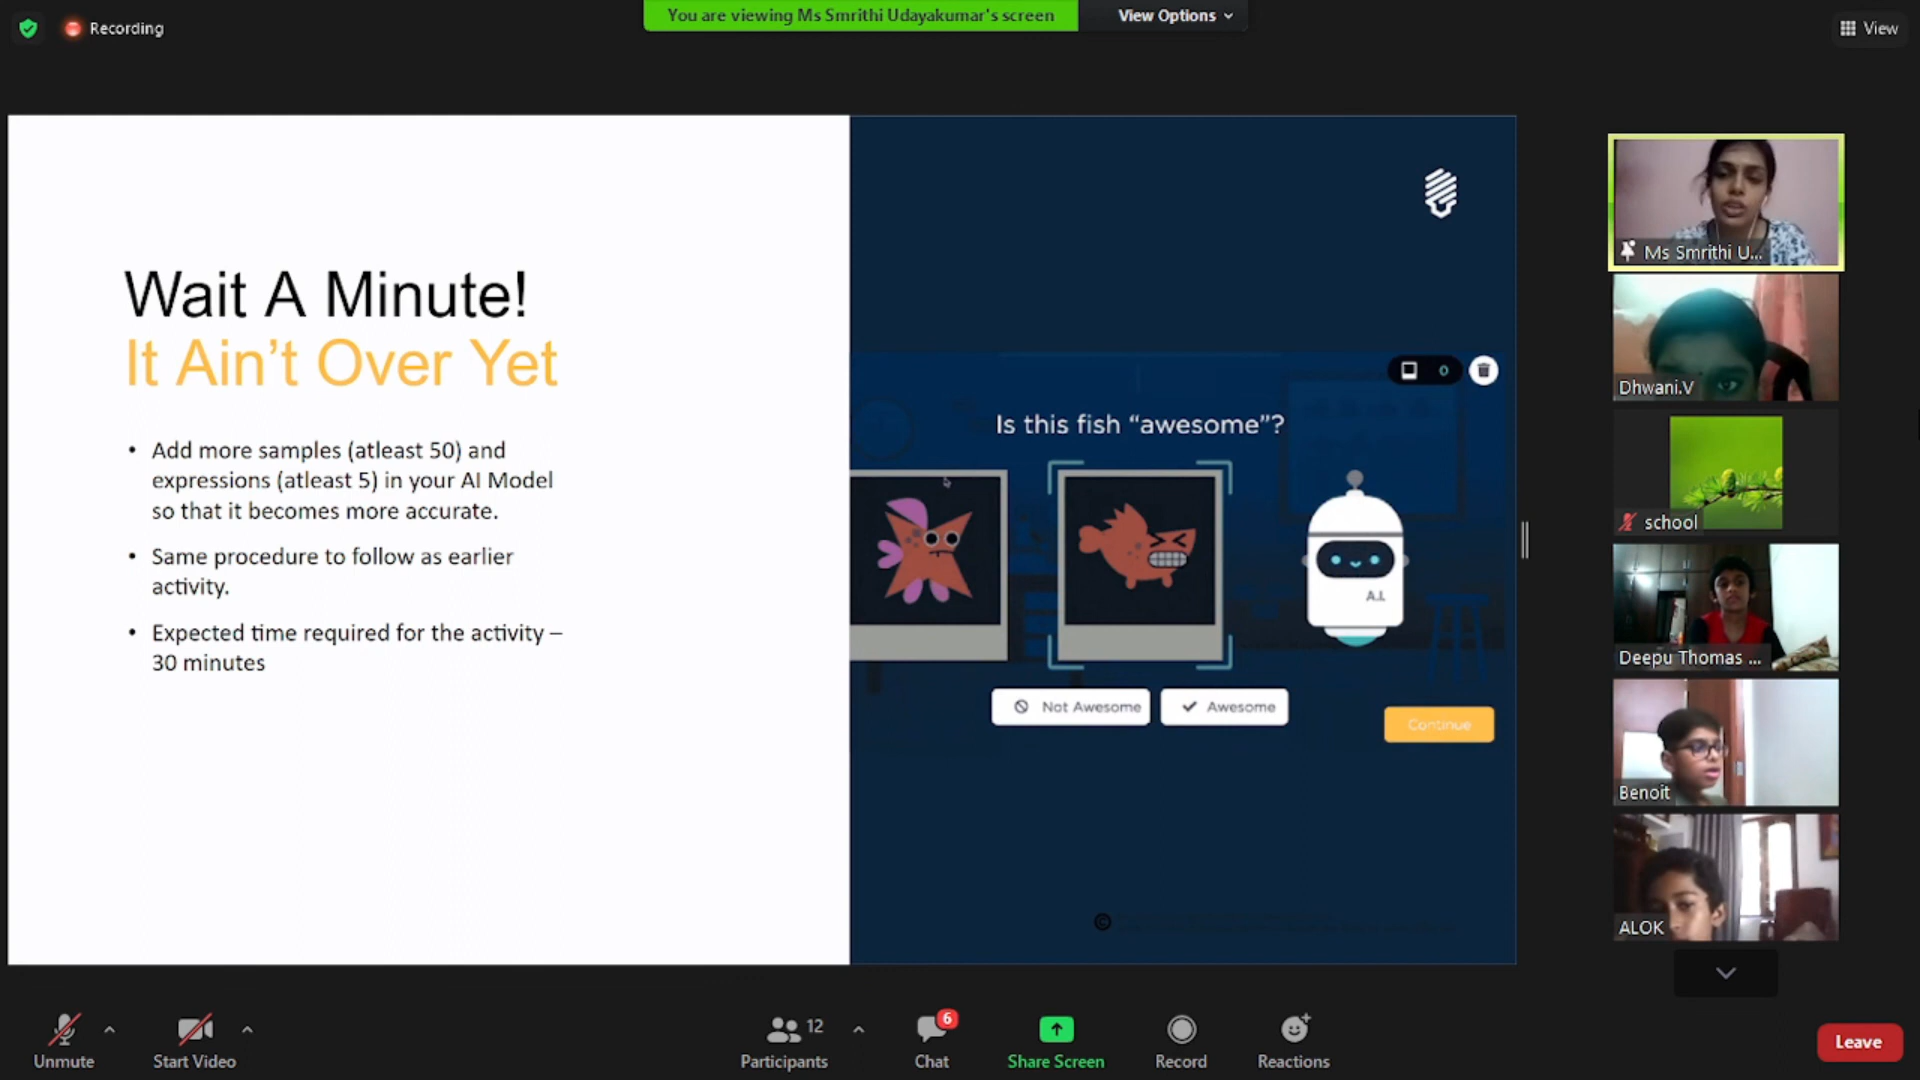 You are viewing Ms Smrithi Udayakumar's screen
View Options
Recording
View
Wait A Minute!
It Ain't Over Yet
• Add more samples (atleast 50) and
expressions (atleast 5) in your AI Model
so that it becomes more accurate.
• Same procedure to follow as earlier
activity.
• Expected time required for the activity –
30 minutes
0
Is this fish “awesome”?
A.I.
Not Awesome
Awesome
Continue
©
Ms Smrithi U...
Dhwani.V
school
Deepu Thomas ...
Benoit
ALOK
Unmute
Start Video
12
Participants
6
Chat
Share Screen
Record
Reactions
Leave